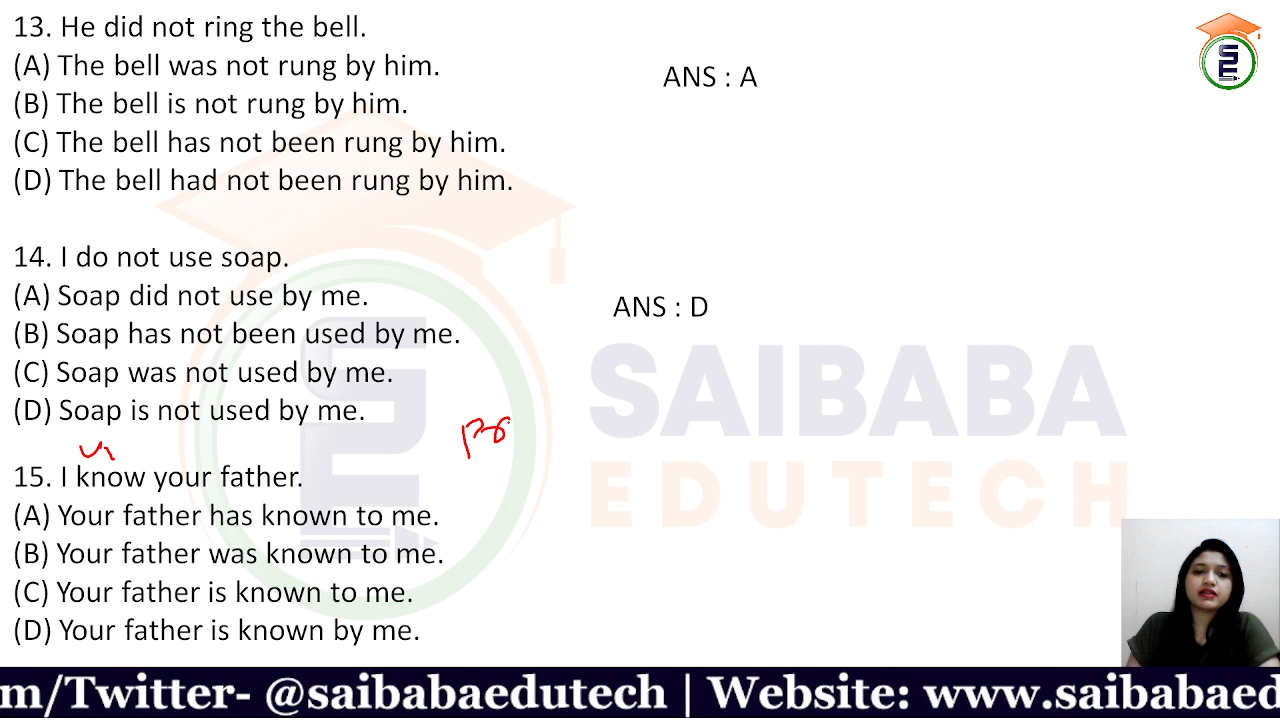 13. He did not ring the bell.
(A) The bell was not rung by him.
(B) The bell is not rung by him.
(C) The bell has not been rung by him.
(D) The bell had not been rung by him.
ANS : A
14. I do not use soap.
(A) Soap did not use by me.
(B) Soap has not been used by me.
(C) Soap was not used by me.
(D) Soap is not used by me.
ANS : D
15. I know your father.
(A) Your father has known to me.
(B) Your father was known to me.
(C) Your father is known to me.
(D) Your father is known by me.
SAIBABA
EDUTECH
m/Twitter- @saibabaedutech | Website: www.saibabaed